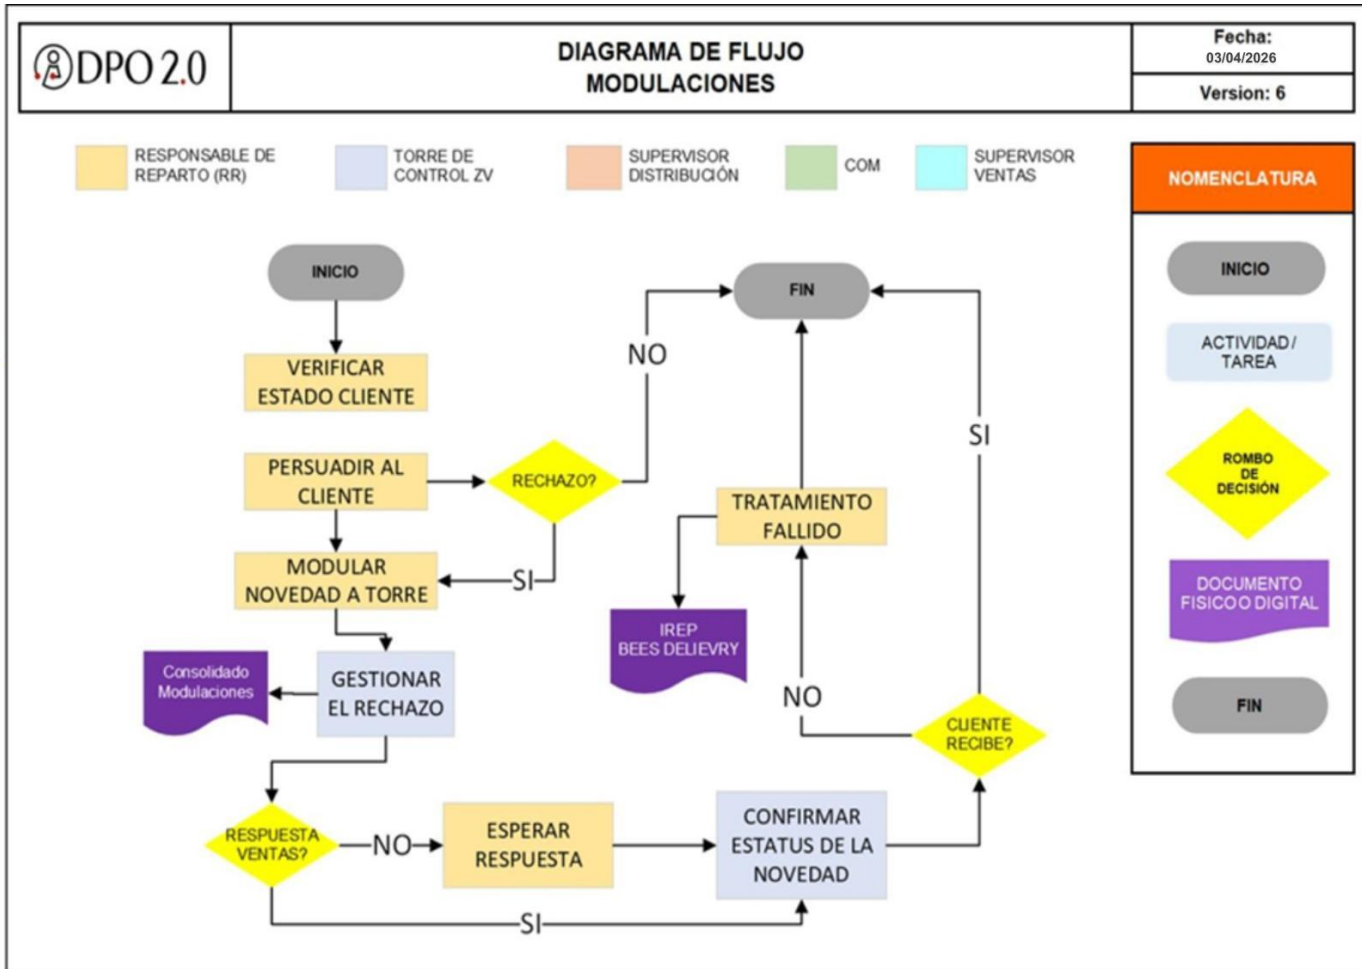 DPO 2.0
DIAGRAMA DE FLUJO
MODULACIONES
Fecha:
03/04/2026
Version: 6
RESPONSABLE DE
REPARTO (RR)
TORRE DE
CONTROL ZV
SUPERVISOR
DISTRIBUCIÓN
COM
SUPERVISOR
VENTAS
NOMENCLATURA
INICIO
ACTIVIDAD /
TAREA
ROMBO
DE
DECISIÓN
DOCUMENTO
FISICO O DIGITAL
FIN
INICIO
VERIFICAR
ESTADO CLIENTE
PERSUADIR AL
CLIENTE
RECHAZO?
NO
FIN
SI
MODULAR
NOVEDAD A TORRE
SI
TRATAMIENTO
FALLIDO
IREP
BEES DELIEVRY
Consolidado
Modulaciones
GESTIONAR
EL RECHAZO
NO
CLIENTE
RECIBE?
RESPUESTA
VENTAS?
NO
ESPERAR
RESPUESTA
CONFIRMAR
ESTATUS DE LA
NOVEDAD
SI